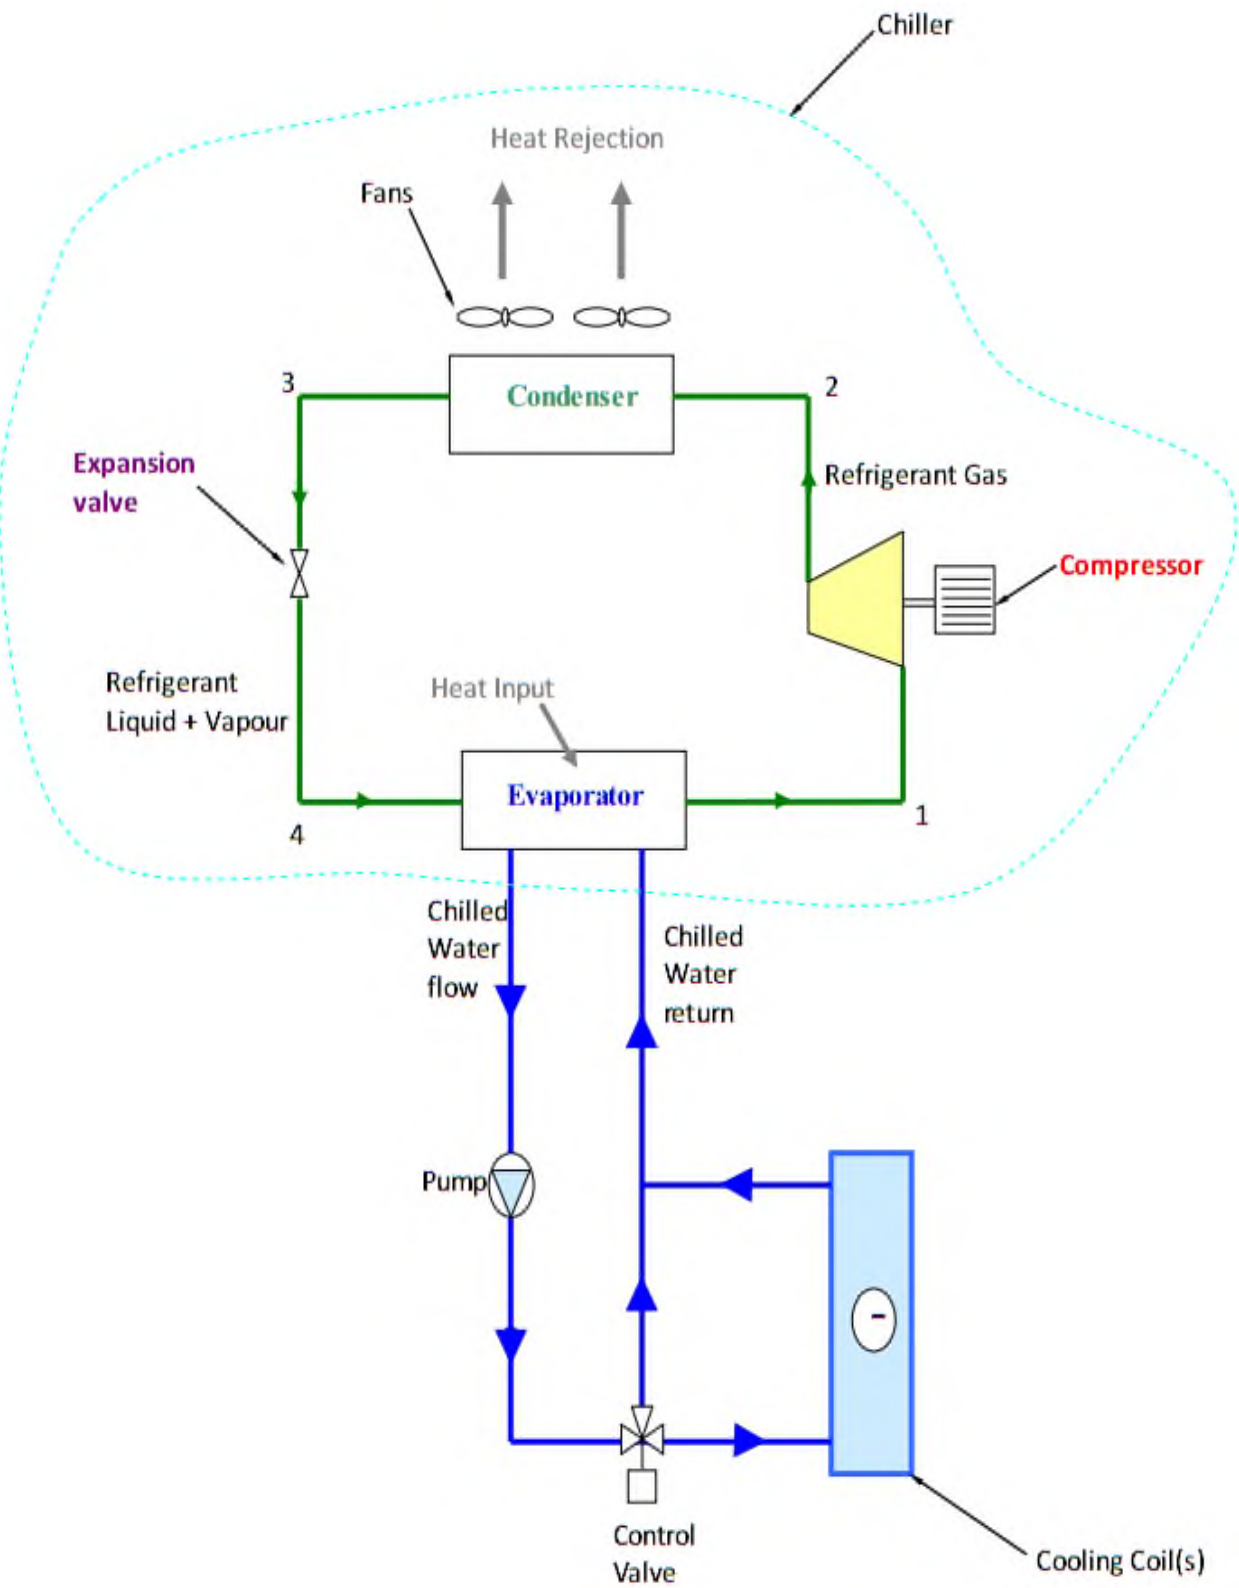 Chiller
Heat Rejection
Fans
3
Condenser
2
Expansion
valve
Refrigerant Gas
Compressor
Refrigerant
Liquid + Vapour
Heat Input
Evaporator
4
1
Chilled
Water
flow
Chilled
Water
return
Pump
Control
Valve
Cooling Coil(s)